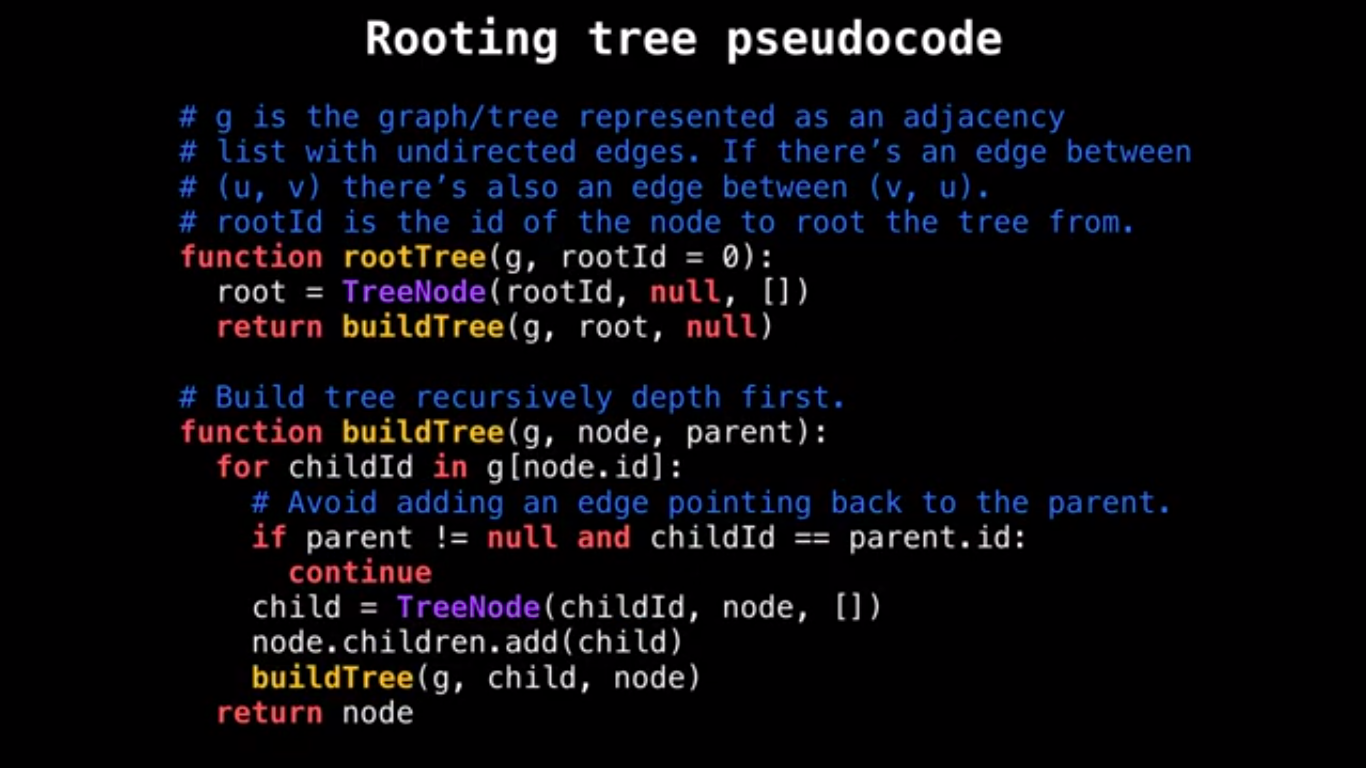 Rooting tree pseudocode
# g is the graph/tree represented as an adjacency
# list with undirected edges. If there’s an edge between
# (u, v) there’s also an edge between (v, u).
# rootId is the id of the node to root the tree from.
function rootTree(g, rootId = 0):
  root = TreeNode(rootId, null, [])
  return buildTree(g, root, null)

# Build tree recursively depth first.
function buildTree(g, node, parent):
  for childId in g[node.id]:
    # Avoid adding an edge pointing back to the parent.
    if parent != null and childId == parent.id:
      continue
    child = TreeNode(childId, node, [])
    node.children.add(child)
    buildTree(g, child, node)
  return node